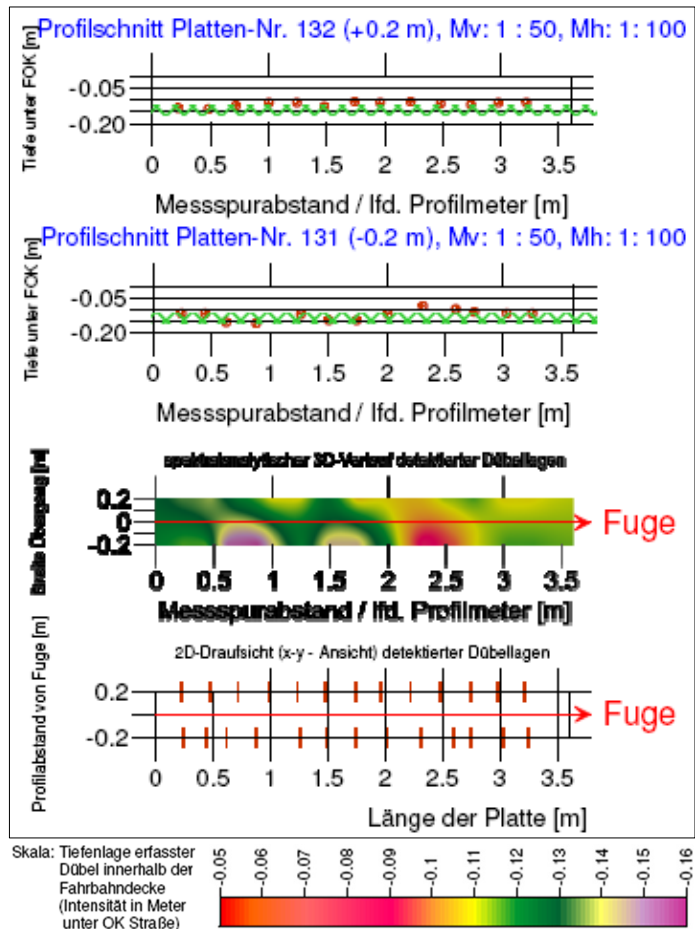 Profilschnitt Platten-Nr. 132 (+0.2 m), Mv: 1 : 50, Mh: 1: 100
Tiefe unter FOK [m]
-0.05
-0.20
0 0.5 1 1.5 2 2.5 3 3.5
Messspurabstand / lfd. Profilmeter [m]
Profilschnitt Platten-Nr. 131 (-0.2 m), Mv: 1 : 50, Mh: 1: 100
Tiefe unter FOK [m]
-0.05
-0.20
0 0.5 1 1.5 2 2.5 3 3.5
Messspurabstand / lfd. Profilmeter [m]
3D-Verlauf detektierter Dübellagen
Breite Übergang [m]
0.2
0
-0.2
Fuge
0 0.5 1 1.5 2 2.5 3 3.5
Messspurabstand / lfd. Profilmeter [m]
2D-Draufsicht (x-y - Ansicht) detektierter Dübellagen
Profilabstand von Fuge [m]
0.2
-0.2
Fuge
0 0.5 1 1.5 2 2.5 3 3.5
Länge der Platte [m]
Skala: Tiefenlage erfasster
Dübel innerhalb der
Fahrbahndecke
(Intensität in Meter
unter OK Straße)
-0.05 -0.06 -0.07 -0.08 -0.09 -0.1 -0.11 -0.12 -0.13 -0.14 -0.15 -0.16